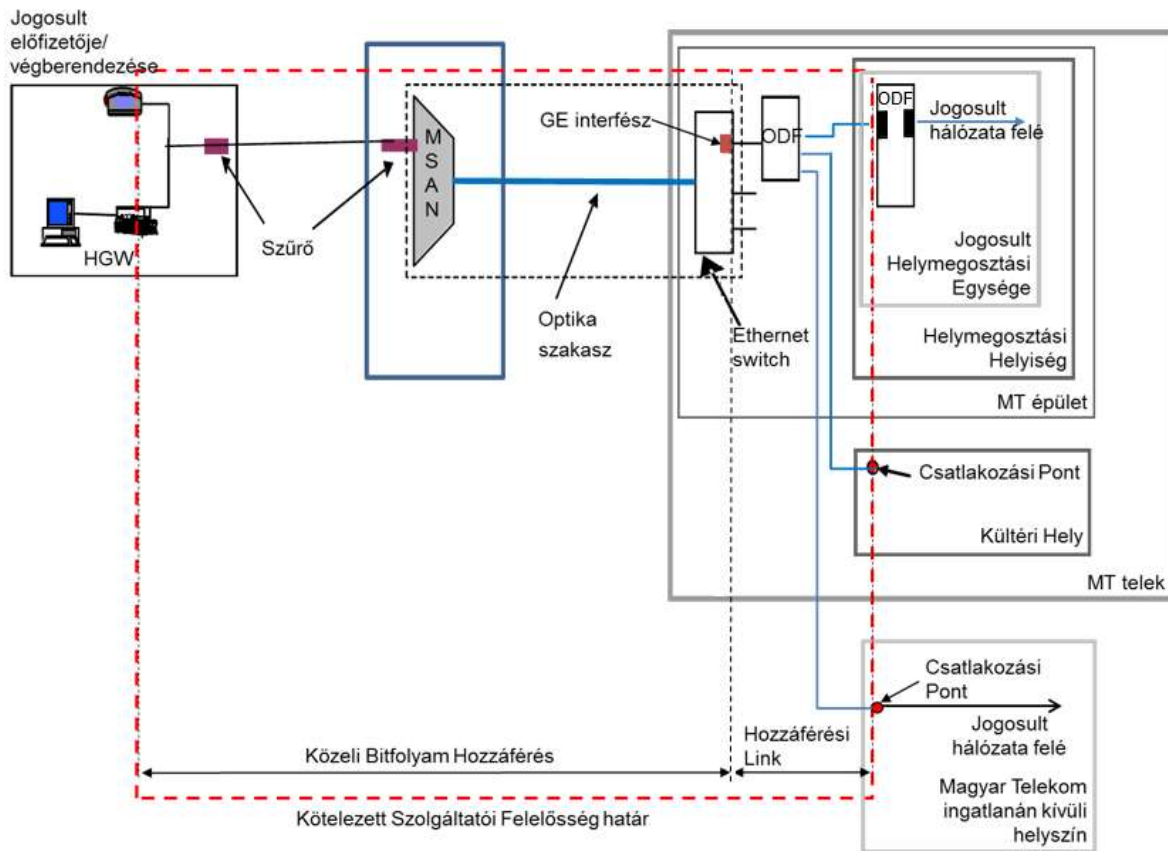 Jogosult
előfizetője/
végberendezése
HGW
Szűrő
MSAN
Optika
szakasz
GE interfész
Ethernet
switch
ODF
ODF
Jogosult
hálózata felé
Jogosult
Helymegosztási
Egysége
Helymegosztási
Helyiség
MT épület
Csatlakozási Pont
Kültéri Hely
MT telek
Csatlakozási
Pont
Jogosult
hálózata felé
Magyar Telekom
ingatlanán kívüli
helyszín
Közeli Bitfolyam Hozzáférés
Hozzáférési
Link
Kötelezett Szolgáltatói Felelősség határ